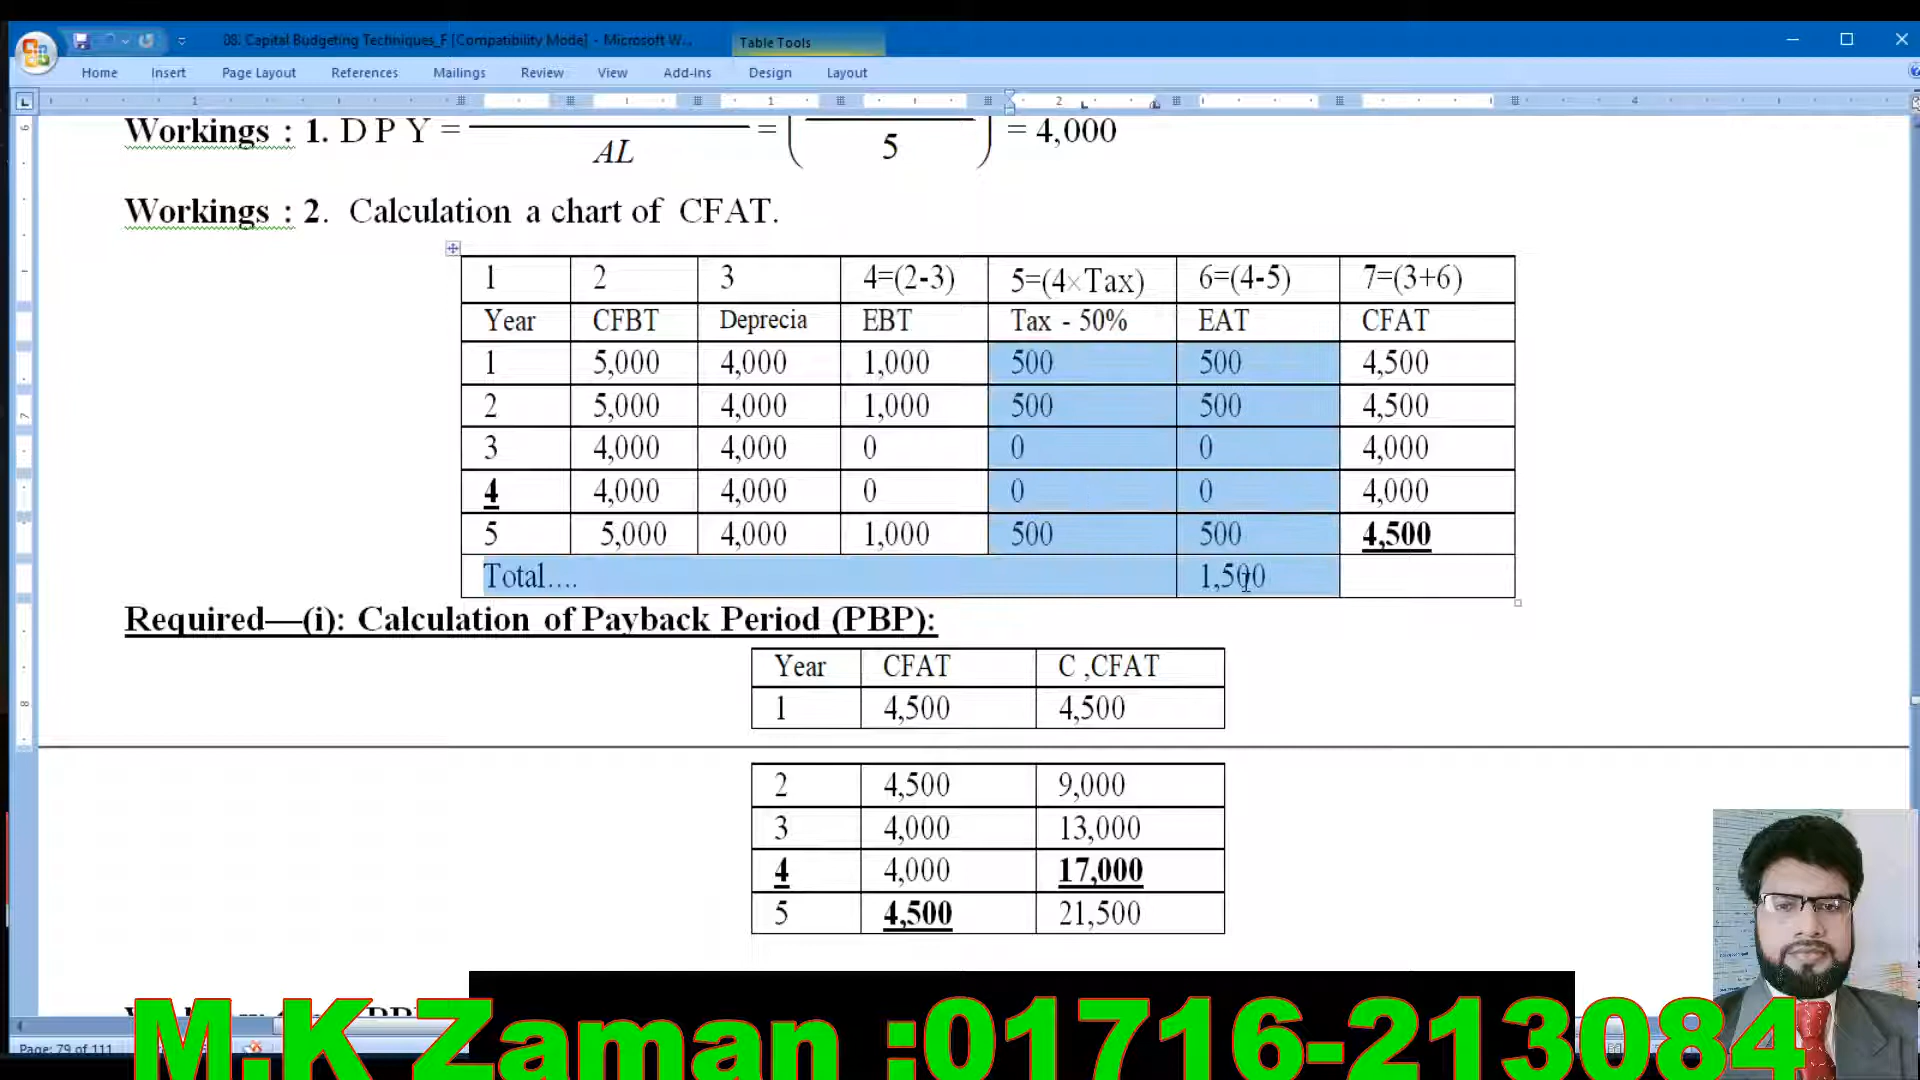 08. Capital Budgeting Techniques_F [Compatibility Mode] - Microsoft W...
Table Tools
Home Insert Page Layout References Mailings Review View Add-Ins Design Layout
Workings : 1. D P Y = AL = ( 5 ) = 4,000
Workings : 2. Calculation a chart of CFAT.
1 2 3 4=(2-3) 5=(4×Tax) 6=(4-5) 7=(3+6)
Year CFBT Deprecia EBT Tax - 50% EAT CFAT
1 5,000 4,000 1,000 500 500 4,500
2 5,000 4,000 1,000 500 500 4,500
3 4,000 4,000 0 0 0 4,000
4 4,000 4,000 0 0 0 4,000
5 5,000 4,000 1,000 500 500 4,500
Total.... 1,500
Required—(i): Calculation of Payback Period (PBP):
Year CFAT C ,CFAT
1 4,500 4,500
2 4,500 9,000
3 4,000 13,000
4 4,000 17,000
5 4,500 21,500
Page: 79 of 111
M.K Zaman :01716-213084